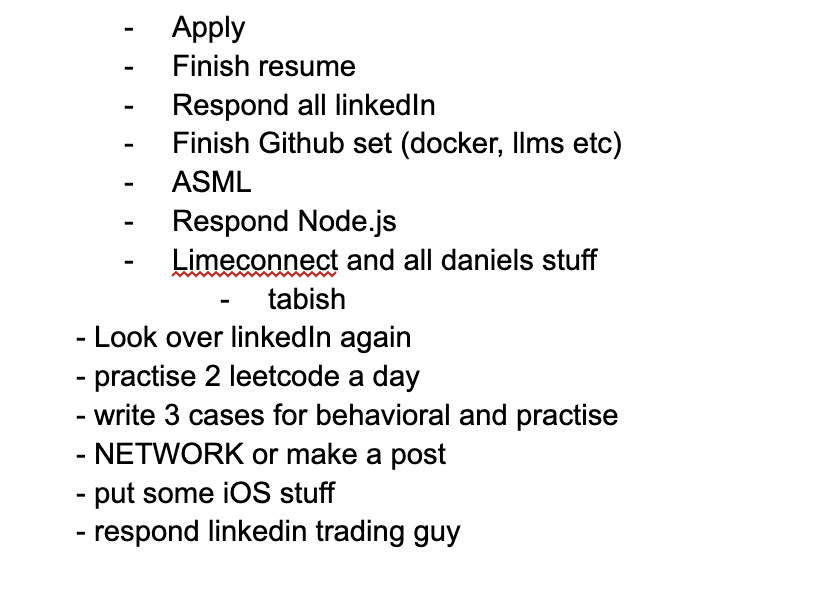 - Apply
- Finish resume
- Respond all linkedIn
- Finish Github set (docker, llms etc)
- ASML
- Respond Node.js
- Limeconnect and all daniels stuff
- tabish
- Look over linkedIn again
- practise 2 leetcode a day
- write 3 cases for behavioral and practise
- NETWORK or make a post
- put some iOS stuff
- respond linkedin trading guy